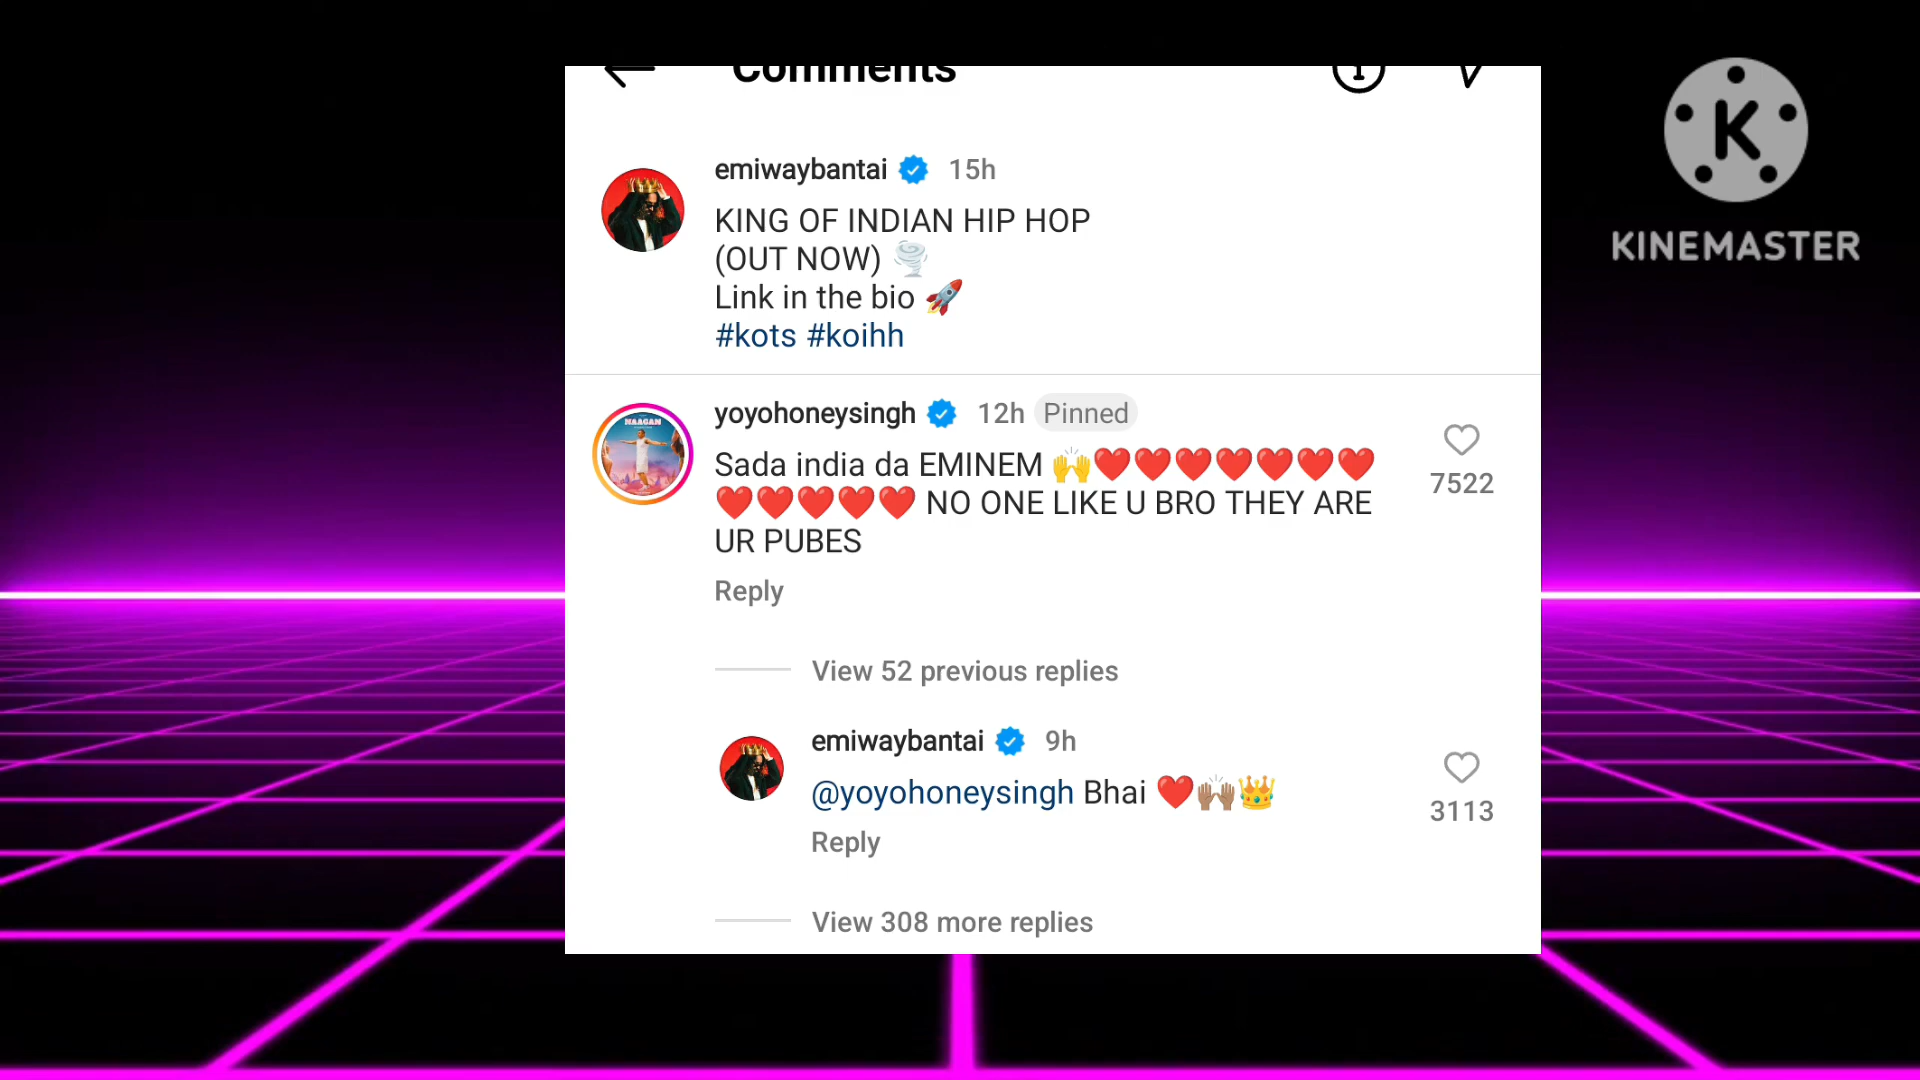 Comments
emiwaybantai 15h
KING OF INDIAN HIP HOP
(OUT NOW) 🌪️
Link in the bio 🚀
#kots #koihh
NAAGAN
yoyohoneysingh 12h Pinned
Sada india da EMINEM 🙌❤️❤️❤️❤️❤️❤️❤️
❤️❤️❤️❤️❤️ NO ONE LIKE U BRO THEY ARE
UR PUBES
7522
Reply
View 52 previous replies
emiwaybantai 9h
@yoyohoneysingh Bhai ❤️🙌🏽👑
3113
Reply
View 308 more replies
K
KINEMASTER